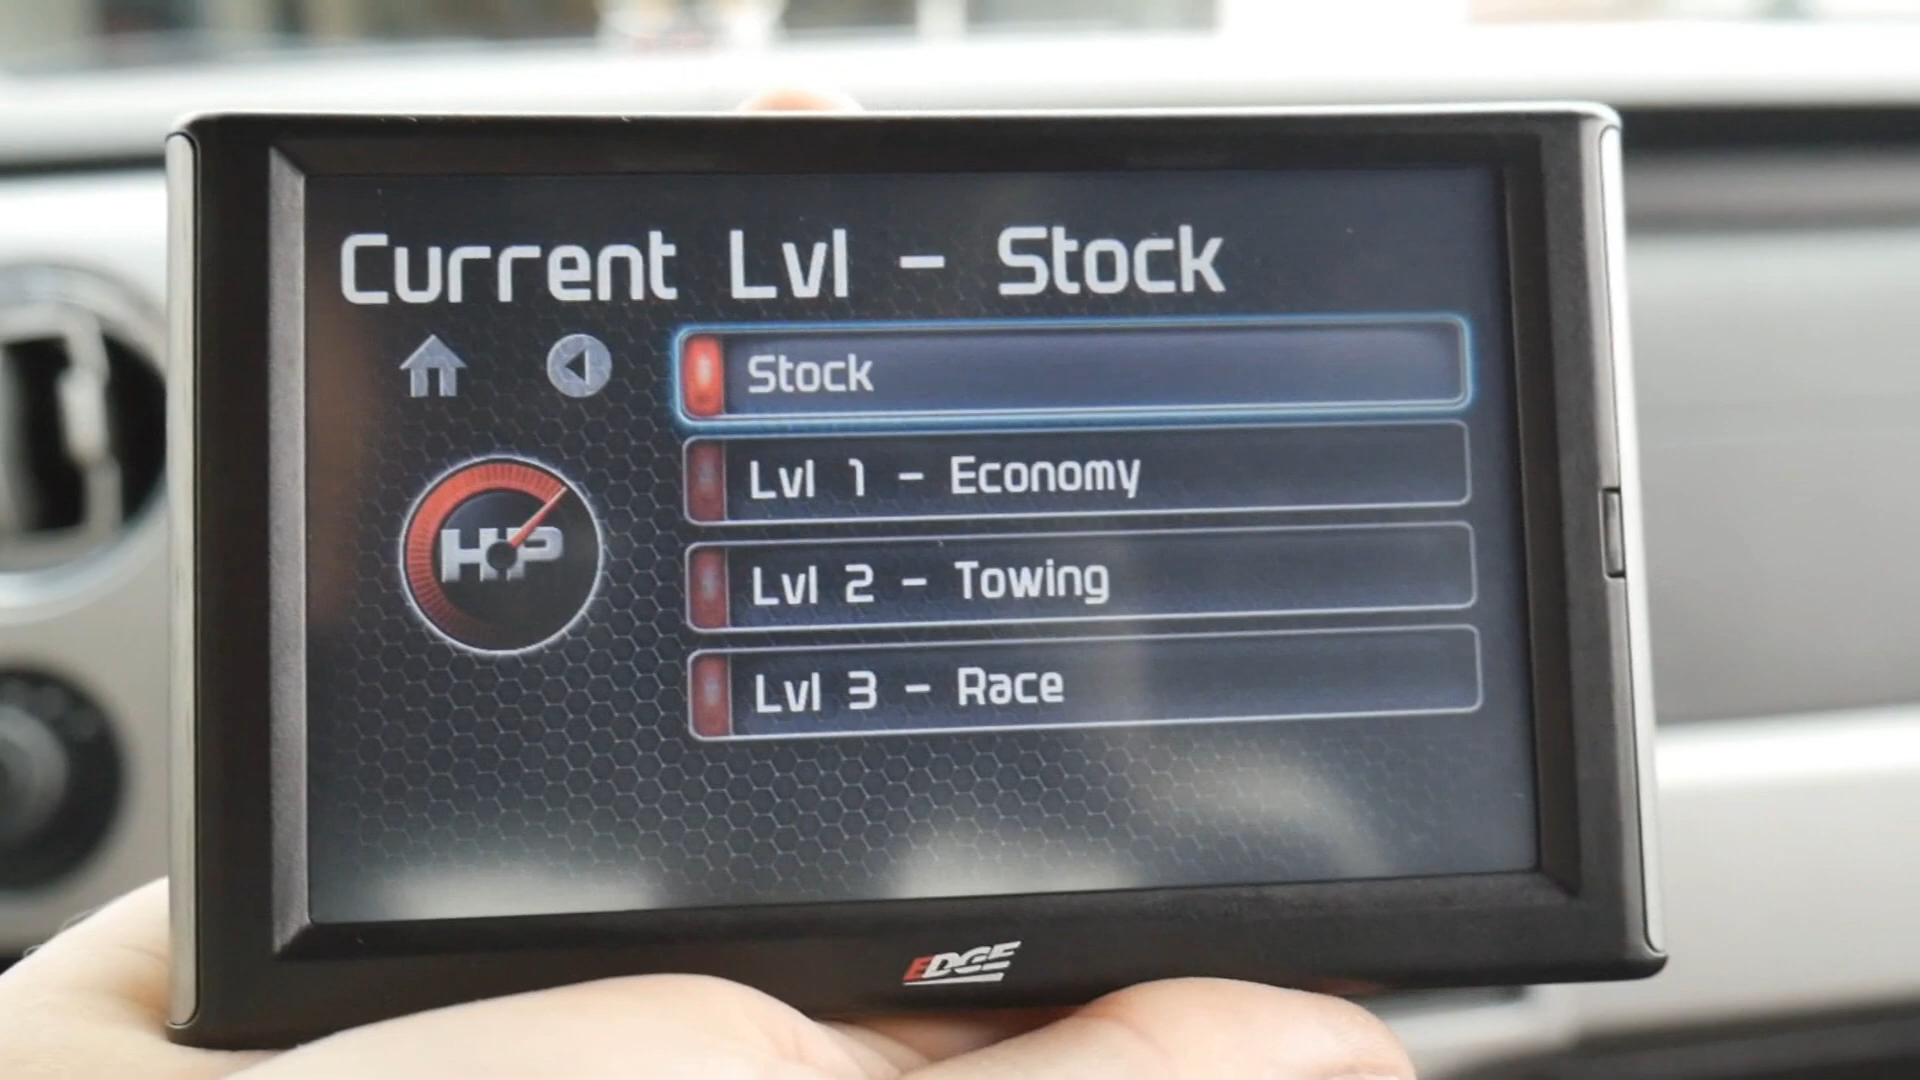 Current Lvl - Stock
Stock
Lvl 1 - Economy
HP
Lvl 2 - Towing
Lvl 3 - Race
EDGE